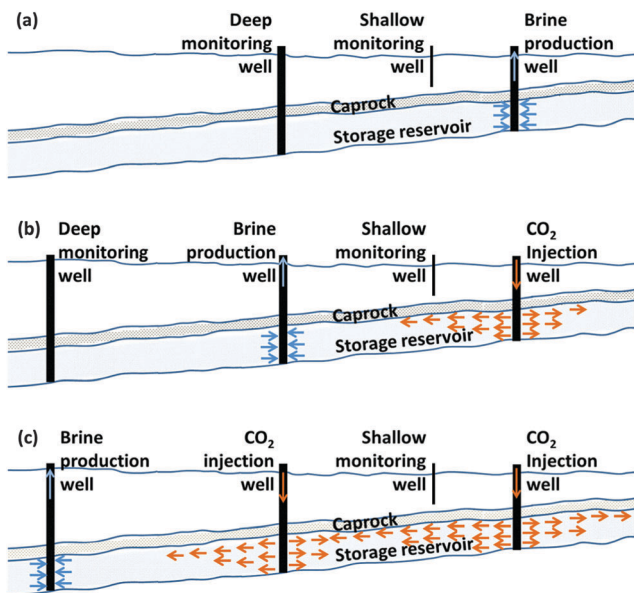 (a)
Deep
monitoring
well
Shallow
monitoring
well
Brine
production
well
Caprock
Storage reservoir
(b)
Deep
monitoring
well
Brine
production
well
Shallow
monitoring
well
CO₂
Injection
well
Caprock
Storage reservoir
(c)
Brine
production
well
CO₂
injection
well
Shallow
monitoring
well
CO₂
Injection
well
Caprock
Storage reservoir